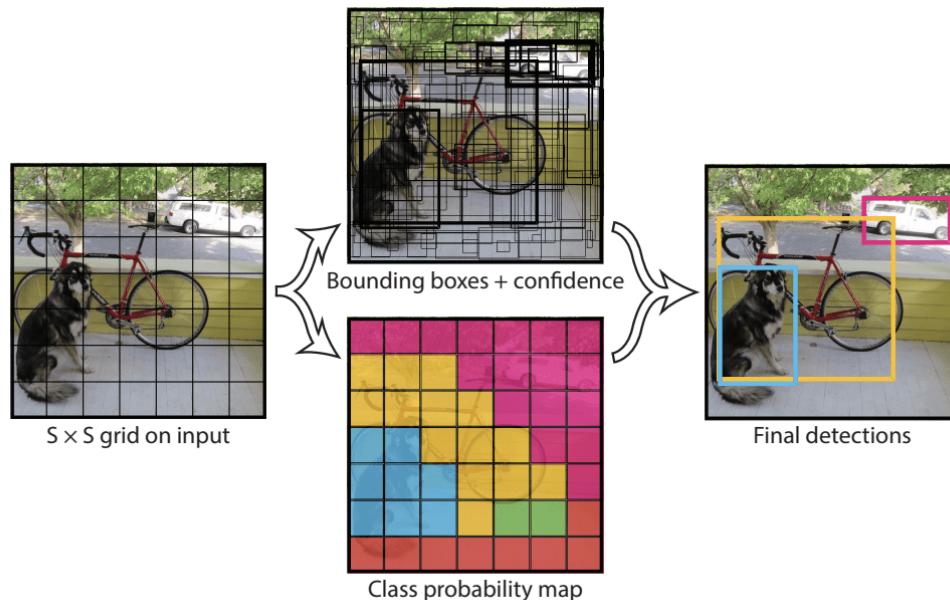 S × S grid on input
Bounding boxes + confidence
Class probability map
Final detections